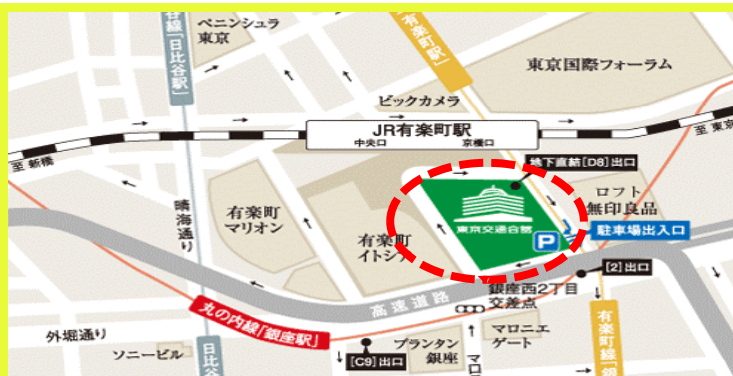 ペニンシュラ
東京
谷線「日比谷駅」
有楽町駅」
東京国際フォーラム
ビックカメラ
JR有楽町駅
中央口
京橋口
至 新橋
至 東京
地下直結[D8]出口
ロフト
無印良品
晴海通り
有楽町
マリオン
有楽町
イトシア
東京交通会館
P
駐車場出入口
[2]出口
銀座西2丁目
交差点
高速道路
丸の内線「銀座駅」
外堀通り
ソニービル
日比
[C9]出口
プランタン
銀座
マロ
マロニエ
ゲート
有楽町線「銀